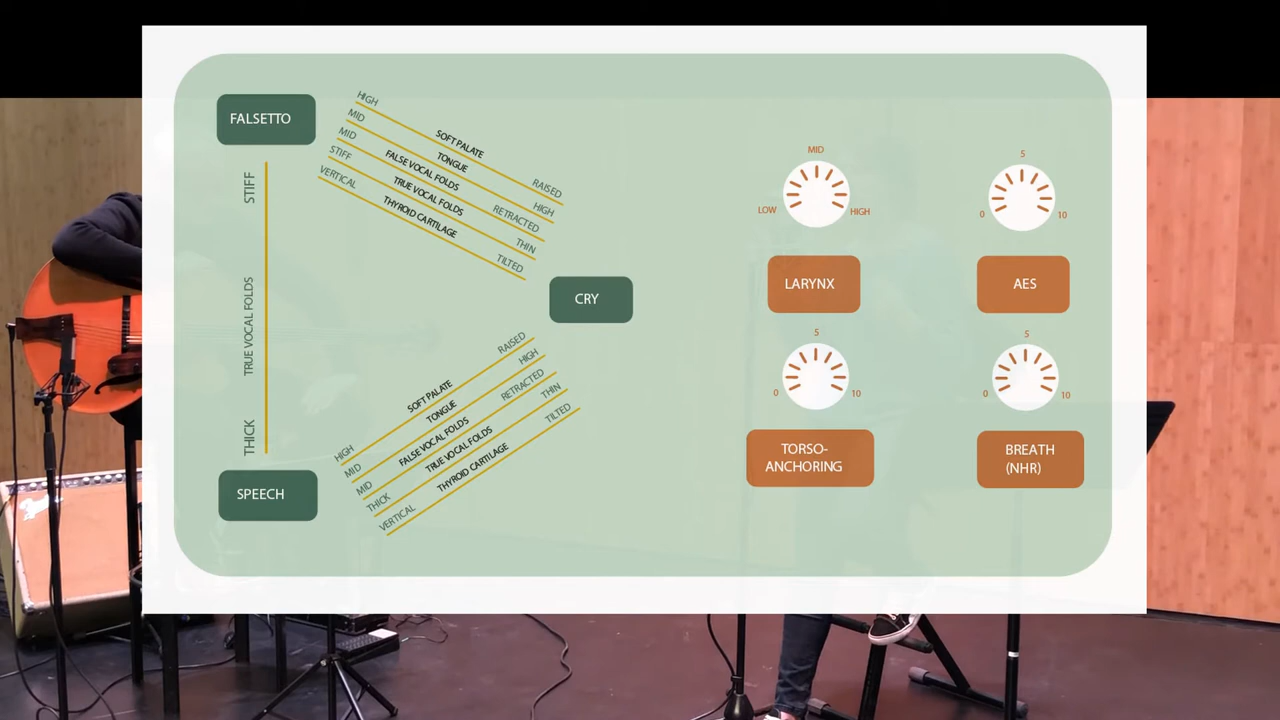 FALSETTO
STIFF
TRUE VOCAL FOLDS
THICK
SPEECH
HIGH SOFT PALATE RAISED
MID TONGUE HIGH
MID FALSE VOCAL FOLDS RETRACTED
STIFF TRUE VOCAL FOLDS THIN
VERTICAL THYROID CARTILAGE TILTED
CRY
HIGH SOFT PALATE RAISED
MID TONGUE HIGH
MID FALSE VOCAL FOLDS RETRACTED
THICK TRUE VOCAL FOLDS THIN
VERTICAL THYROID CARTILAGE TILTED
MID
LOW HIGH
LARYNX
5
0 10
AES
5
0 10
TORSO-
ANCHORING
5
0 10
BREATH
(NHR)